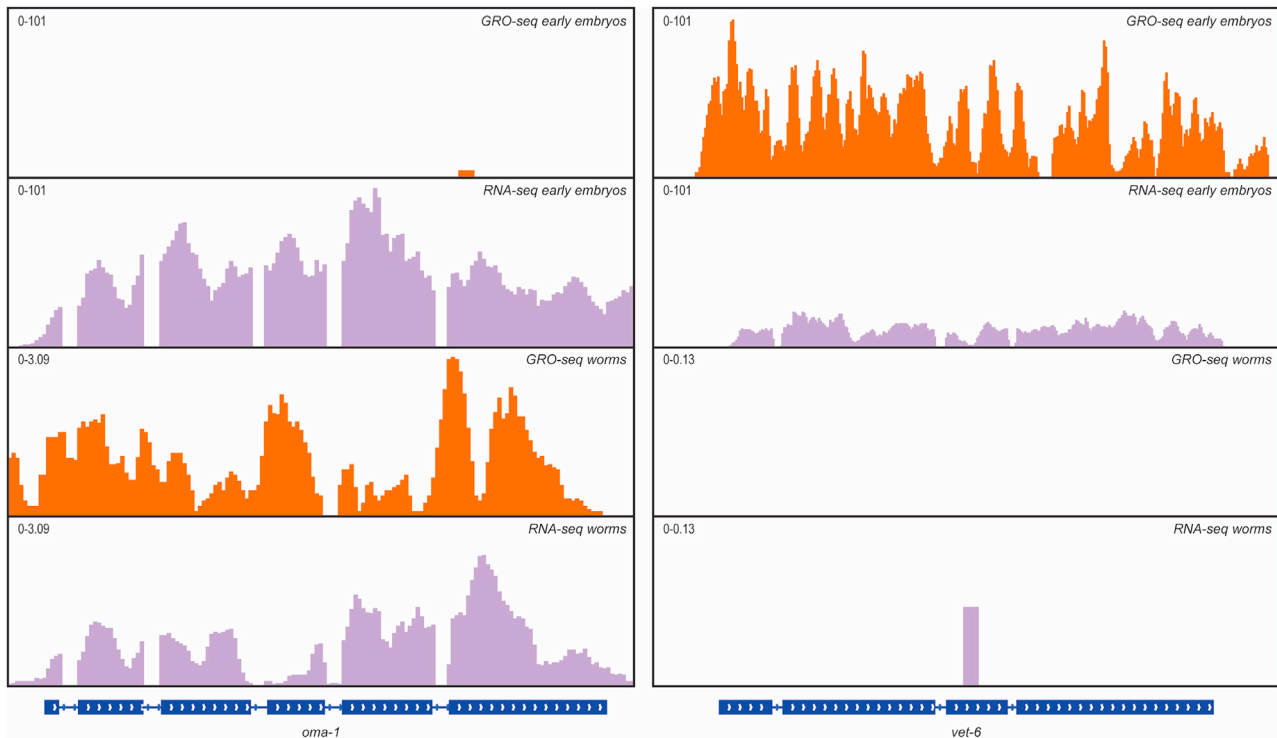 0-101 GRO-seq early embryos
0-101 RNA-seq early embryos
0-3.09 GRO-seq worms
0-3.09 RNA-seq worms
oma-1
0-101 GRO-seq early embryos
0-101 RNA-seq early embryos
0-0.13 GRO-seq worms
0-0.13 RNA-seq worms
vet-6